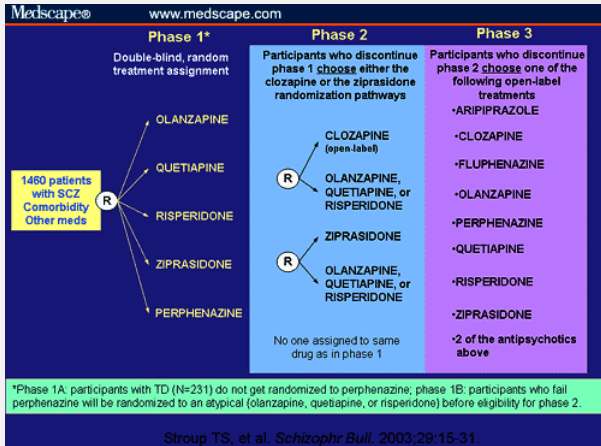 Medscape® www.medscape.com
Phase 1*
Double-blind, random
treatment assignment
1460 patients
with SCZ
Comorbidity
Other meds
R
OLANZAPINE
QUETIAPINE
RISPERIDONE
ZIPRASIDONE
PERPHENAZINE
Phase 2
Participants who discontinue
phase 1 choose either the
clozapine or the ziprasidone
randomization pathways
R
CLOZAPINE
(open-label)
OLANZAPINE,
QUETIAPINE, or
RISPERIDONE
R
ZIPRASIDONE
OLANZAPINE,
QUETIAPINE, or
RISPERIDONE
No one assigned to same
drug as in phase 1
Phase 3
Participants who discontinue
phase 2 choose one of the
following open-label
treatments
•ARIPIPRAZOLE
•CLOZAPINE
•FLUPHENAZINE
•OLANZAPINE
•PERPHENAZINE
•QUETIAPINE
•RISPERIDONE
•ZIPRASIDONE
•2 of the antipsychotics
above
*Phase 1A: participants with TD (N=231) do not get randomized to perphenazine; phase 1B: participants who fail
perphenazine will be randomized to an atypical (olanzapine, quetiapine, or risperidone) before eligibility for phase 2.
Stroup TS, et al. Schizophr Bull. 2003;29:15-31.